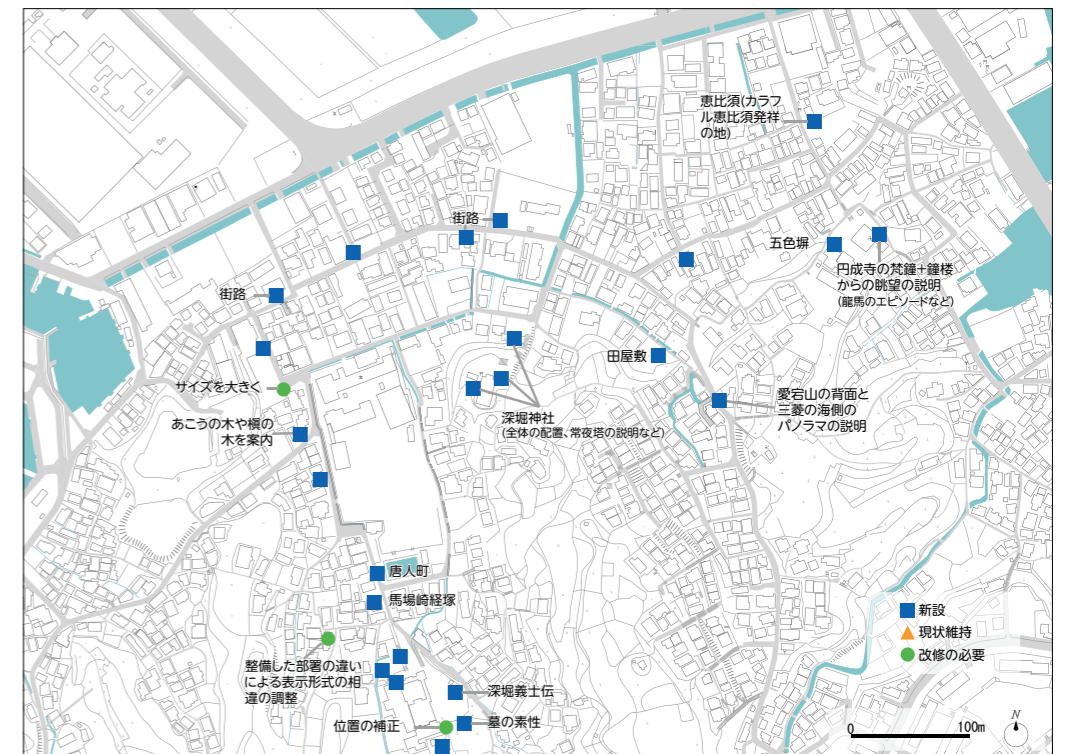 恵比須(カラフ
ル恵比須発祥
の地)
街路
五色塀
円成寺の梵鐘+鐘楼
からの眺望の説明
(龍馬のエピソードなど)
街路
田屋敷
サイズを大きく
愛宕山の背面と
三菱の海側の
パノラマの説明
あこうの木や槇の
木を案内
深堀神社
(全体の配置、常夜塔の説明など)
唐人町
馬場崎経塚
新設
現状維持
改修の必要
整備した部署の違い
による表示形式の相
違の調整
深堀義士伝
位置の補正
墓の素性
0 100m
N